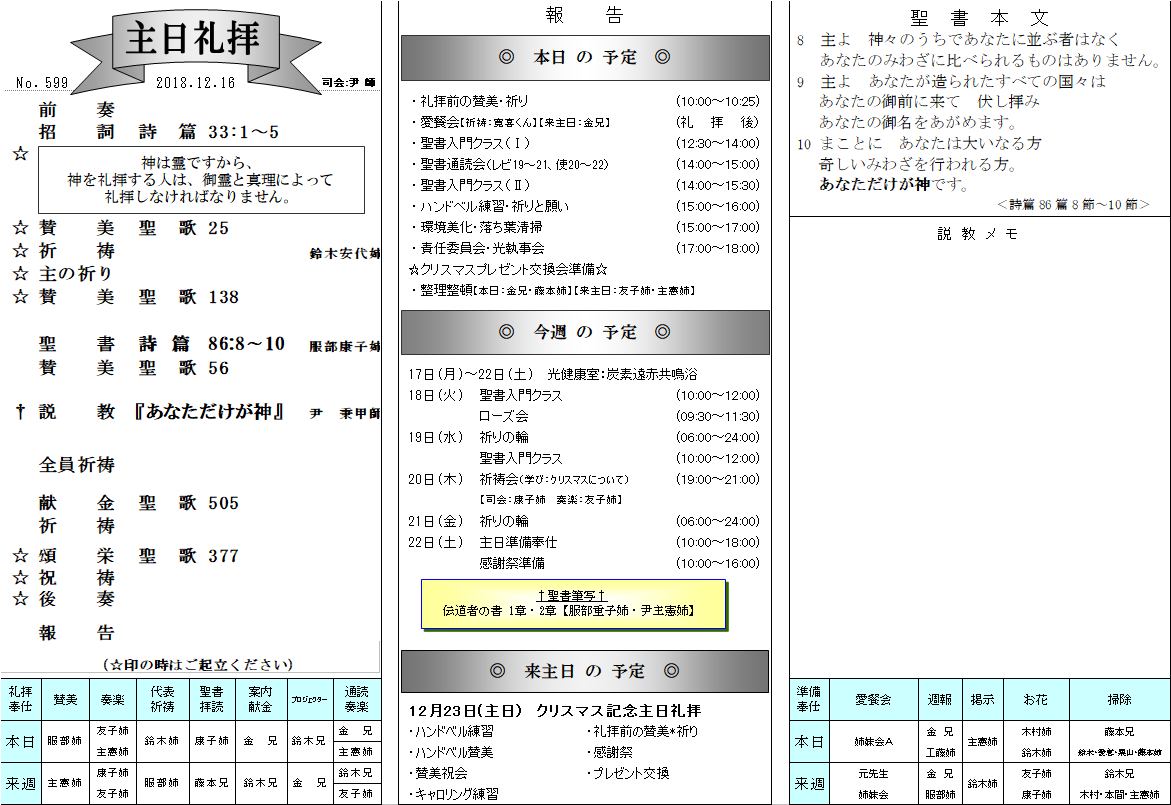 主日礼拝
No. 599 2018.12.16 司会:尹 師
前 奏
招 詞 詩 篇 33:1～5
☆
神は霊ですから、
神を礼拝する人は、御霊と真理によって
礼拝しなければなりません。
☆ 賛 美 聖 歌 25
☆ 祈 祷 鈴木安代姉
☆ 主の祈り
☆ 賛 美 聖 歌 138
聖 書 詩 篇 86:8～10 服部康子姉
賛 美 聖 歌 56
† 説 教 『あなただけが神』 尹 秉甲師
全員祈祷
献 金 聖 歌 505
祈 祷
☆ 頌 栄 聖 歌 377
☆ 祝 祷
☆ 後 奏
報 告
(☆印の時はご起立ください)
礼拝奉仕 賛美 奏楽 代表祈祷 聖書拝読 案内献金 プロジェクター 通読奏楽
本日 服部姉 友子姉 主憲姉 鈴木姉 康子姉 金 兄 鈴木兄 金 兄 主憲姉
来週 主憲姉 康子姉 友子姉 服部姉 藤本兄 鈴木兄 金 兄 鈴木兄 友子姉
報 告
◎ 本日 の 予定 ◎
・礼拝前の賛美・祈り (10:00～10:25)
・愛餐会【祈祷:寛喜くん】【来主日:金兄】 (礼 拝 後)
・聖書入門クラス(Ⅰ) (12:30～14:00)
・聖書通読会(レビ19～21、使20～22) (14:00～15:00)
・聖書入門クラス(Ⅱ) (14:00～15:30)
・ハンドベル練習・祈りと願い (15:00～16:00)
・環境美化・落ち葉清掃 (15:00～17:00)
・責任委員会・光執事会 (17:00～18:00)
☆クリスマスプレゼント交換会準備☆
・整理整頓【本日:金兄・藤本姉】【来主日:友子姉・主憲姉】
◎ 今週 の 予定 ◎
17日(月)～22日(土) 光健康室:炭素遠赤共鳴浴
18日(火) 聖書入門クラス (10:00～12:00)
ローズ会 (09:30～11:30)
19日(水) 祈りの輪 (06:00～24:00)
聖書入門クラス (10:00～12:00)
20日(木) 祈祷会(学び:クリスマスについて) (19:00～21:00)
【司会:康子姉 奏楽:友子姉】
21日(金) 祈りの輪 (06:00～24:00)
22日(土) 主日準備奉仕 (10:00～18:00)
感謝祭準備 (10:00～16:00)
†聖書筆写†
伝道者の書 1章・2章【服部重子姉・尹主憲姉】
◎ 来主日 の 予定 ◎
12月23日(主日) クリスマス記念主日礼拝
・ハンドベル練習 ・礼拝前の賛美*祈り
・ハンドベル賛美 ・感謝祭
・賛美祝会 ・プレゼント交換
・キャロリング練習
聖 書 本 文
8 主よ 神々のうちであなたに並ぶ者はなく
あなたのみわざに比べられるものはありません。
9 主よ あなたが造られたすべての国々は
あなたの御前に来て 伏し拝み
あなたの御名をあがめます。
10 まことに あなたは大いなる方
奇しいみわざを行われる方。
あなただけが神です。
＜詩篇86篇8節～10節＞
説 教 メ モ
準備奉仕 愛餐会 週報 掲示 お花 掃除
本日 姉妹会A 金 兄 工藤姉 主憲姉 木村姉 鈴木姉 藤本兄
来週 元先生 姉妹会 金 兄 服部姉 鈴木姉 友子姉 康子姉 鈴木兄 木村・本間・主憲姉